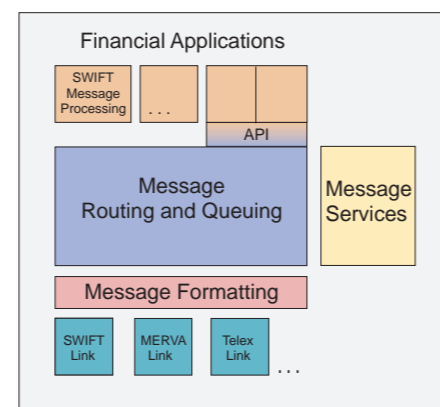 Financial Applications
SWIFT
Message
Processing
. . .
API
Message
Routing and Queuing
Message
Services
Message Formatting
SWIFT
Link
MERVA
Link
Telex
Link
. . .